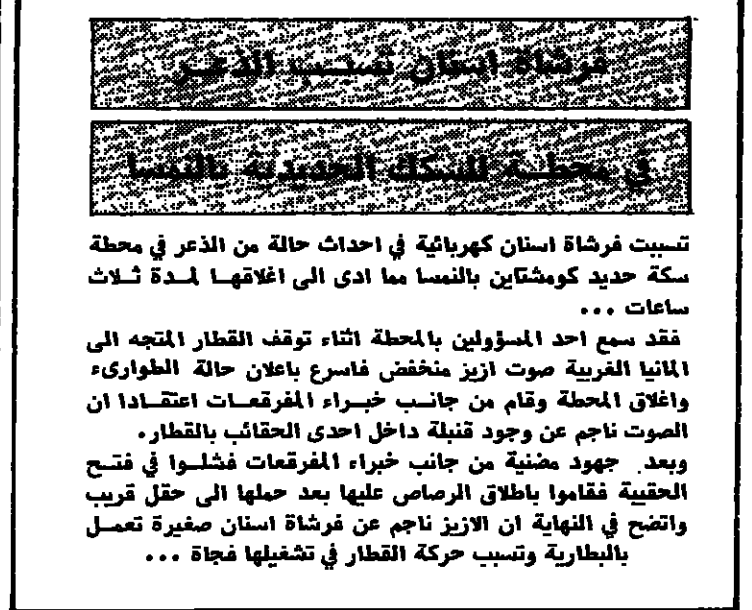 فرشاة اسنان تسبب الذعر
في محطة للسكك الحديدية بالنمسا
تسببت فرشاة اسنان كهربائية في احداث حالة من الذعر في محطة
سكة حديد كومشتاين بالنمسا مما ادى الى اغلاقها لمدة ثلاث
ساعات ...
فقد سمع احد المسؤولين بالمحطة اثناء توقف القطار المتجه الى
المانيا الغربية صوت ازيز منخفض فاسرع باعلان حالة الطوارىء
واغلاق المحطة وقام من جانب خبراء المفرقعات اعتقادا ان
الصوت ناجم عن وجود قنبلة داخل احدى الحقائب بالقطار.
وبعد جهود مضنية من جانب خبراء المفرقعات فشلوا في فتح
الحقيبة فقاموا باطلاق الرصاص عليها بعد حملها الى حقل قريب
واتضح في النهاية ان الازيز ناجم عن فرشاة اسنان صغيرة تعمل
بالبطارية وتسبب حركة القطار في تشغيلها فجاة ...